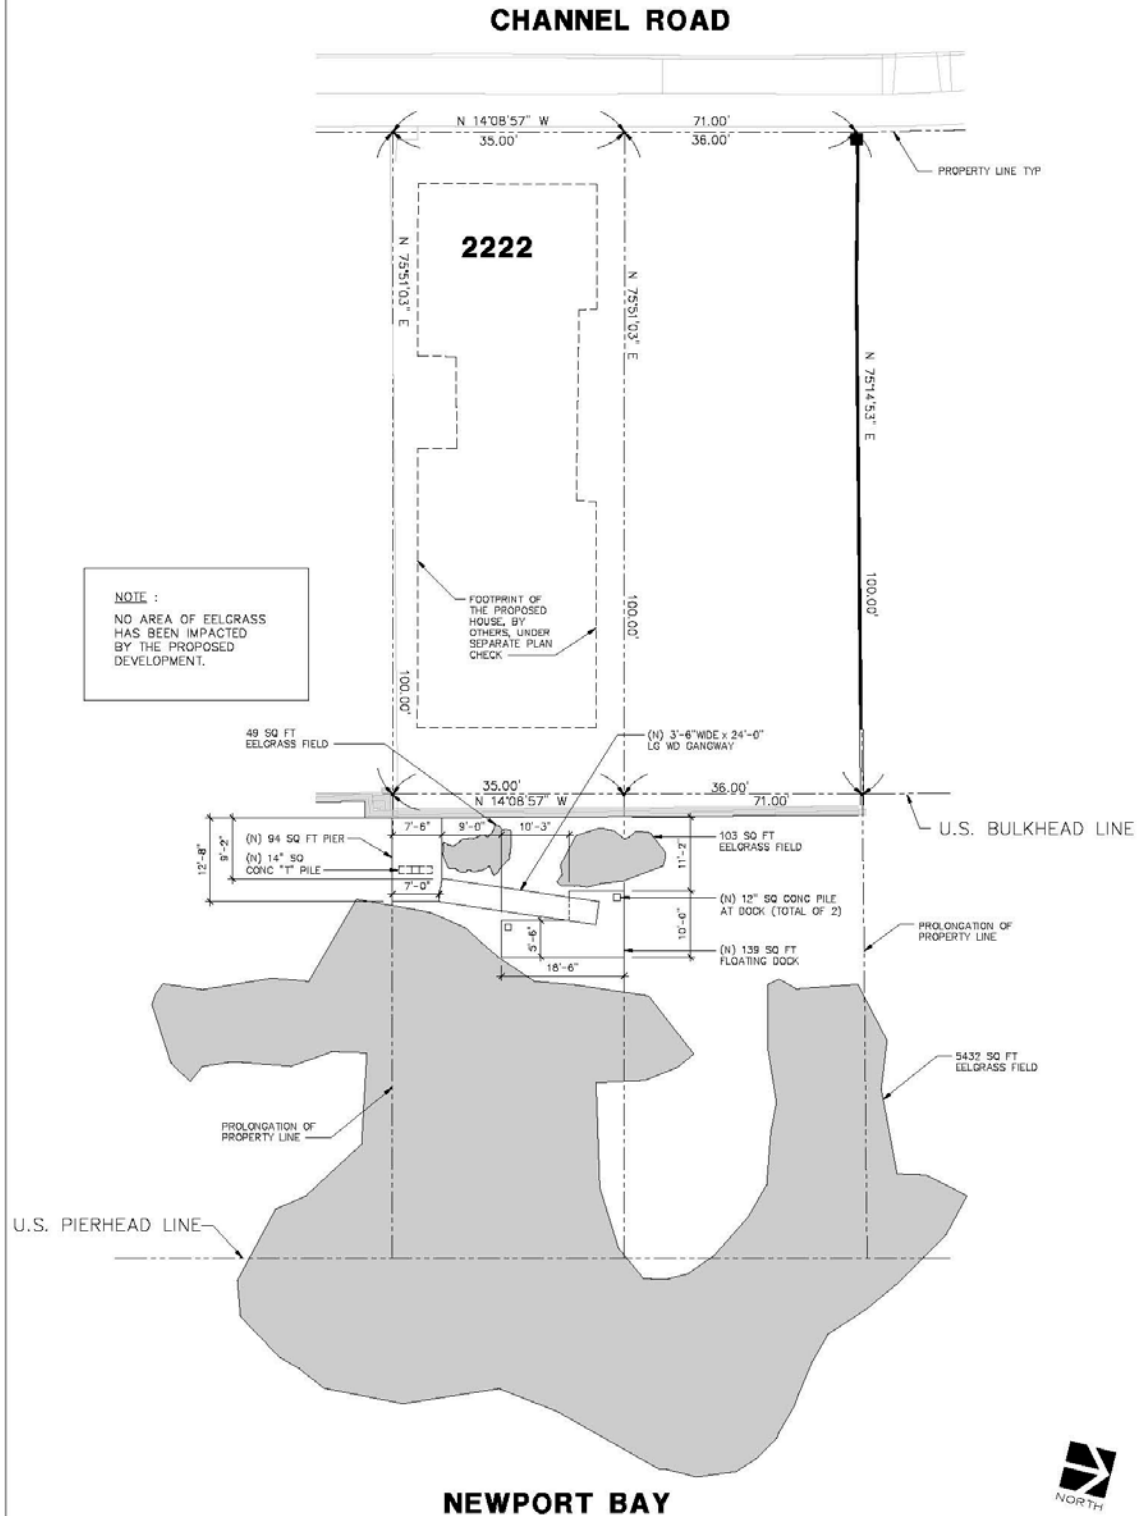 CHANNEL ROAD
N 14°08'57" W
71.00'
35.00'
36.00'
PROPERTY LINE TYP
2222
N 75°51'03" E
N 75°51'03" E
N 75°14'53" E
NOTE :
NO AREA OF EELGRASS
HAS BEEN IMPACTED
BY THE PROPOSED
DEVELOPMENT.
FOOTPRINT OF
THE PROPOSED
HOUSE, BY
OTHERS, UNDER
SEPARATE PLAN
CHECK
100.00'
100.00'
100.00'
49 SQ FT
EELGRASS FIELD
(N) 3'-6"WIDE x 24'-0"
LG WD GANGWAY
35.00'
36.00'
N 14°08'57" W
71.00'
U.S. BULKHEAD LINE
7'-6"
9'-0"
10'-3"
12'-8"
9'-2"
(N) 94 SQ FT PIER
(N) 14" SQ
CONC "T" PILE
7'-0"
103 SQ FT
EELGRASS FIELD
11'-2"
(N) 12" SQ CONC PILE
AT DOCK (TOTAL OF 2)
10'-0"
5'-6"
18'-6"
(N) 139 SQ FT
FLOATING DOCK
PROLONGATION OF
PROPERTY LINE
5432 SQ FT
EELGRASS FIELD
PROLONGATION OF
PROPERTY LINE
U.S. PIERHEAD LINE
NEWPORT BAY
NORTH